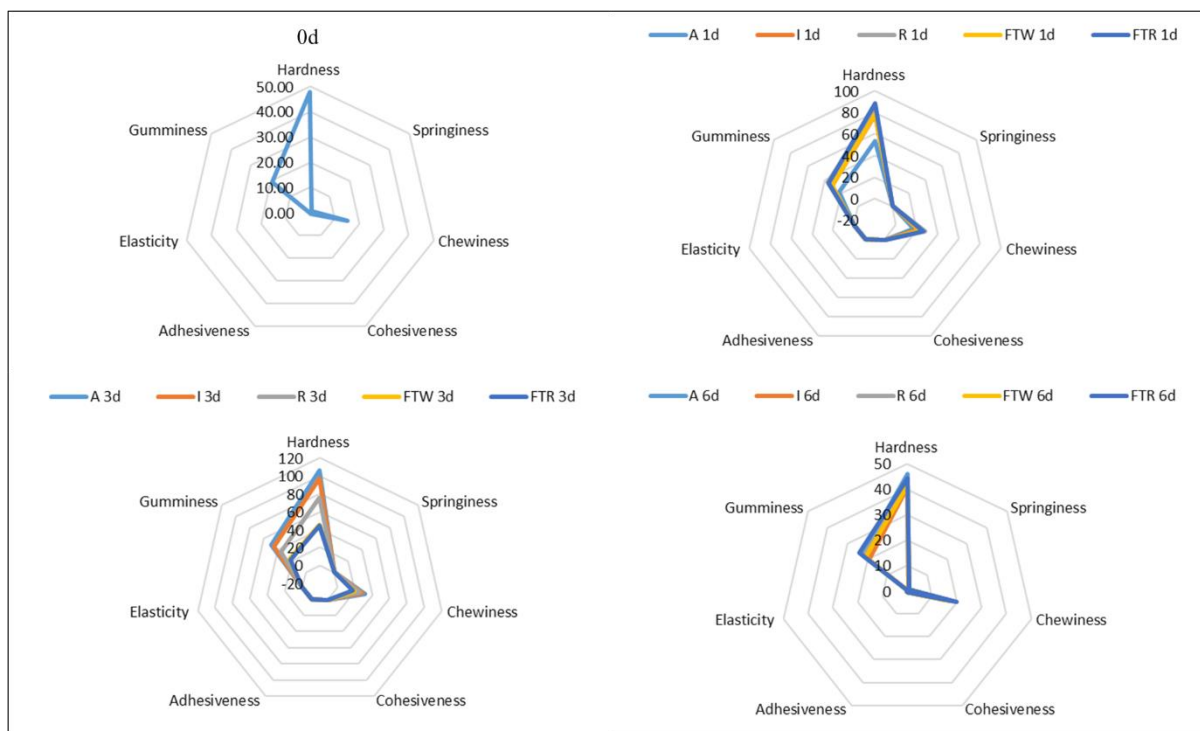 0d
Hardness
50.00
40.00
30.00
20.00
10.00
0.00
Springiness
Chewiness
Cohesiveness
Adhesiveness
Elasticity
Gumminess
A 1d I 1d R 1d FTW 1d FTR 1d
Hardness
100
80
60
40
20
0
-20
Springiness
Chewiness
Cohesiveness
Adhesiveness
Elasticity
Gumminess
A 3d I 3d R 3d FTW 3d FTR 3d
Hardness
120
100
80
60
40
20
0
-20
Springiness
Chewiness
Cohesiveness
Adhesiveness
Elasticity
Gumminess
A 6d I 6d R 6d FTW 6d FTR 6d
Hardness
50
40
30
20
10
0
Springiness
Chewiness
Cohesiveness
Adhesiveness
Elasticity
Gumminess